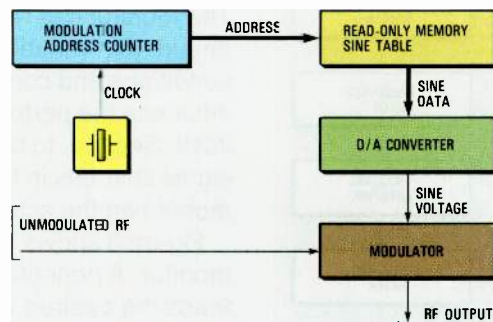 MODULATION
ADDRESS COUNTER
ADDRESS
READ-ONLY MEMORY
SINE TABLE
CLOCK
SINE
DATA
D/A CONVERTER
SINE
VOLTAGE
UNMODULATED RF
MODULATOR
RF OUTPUT